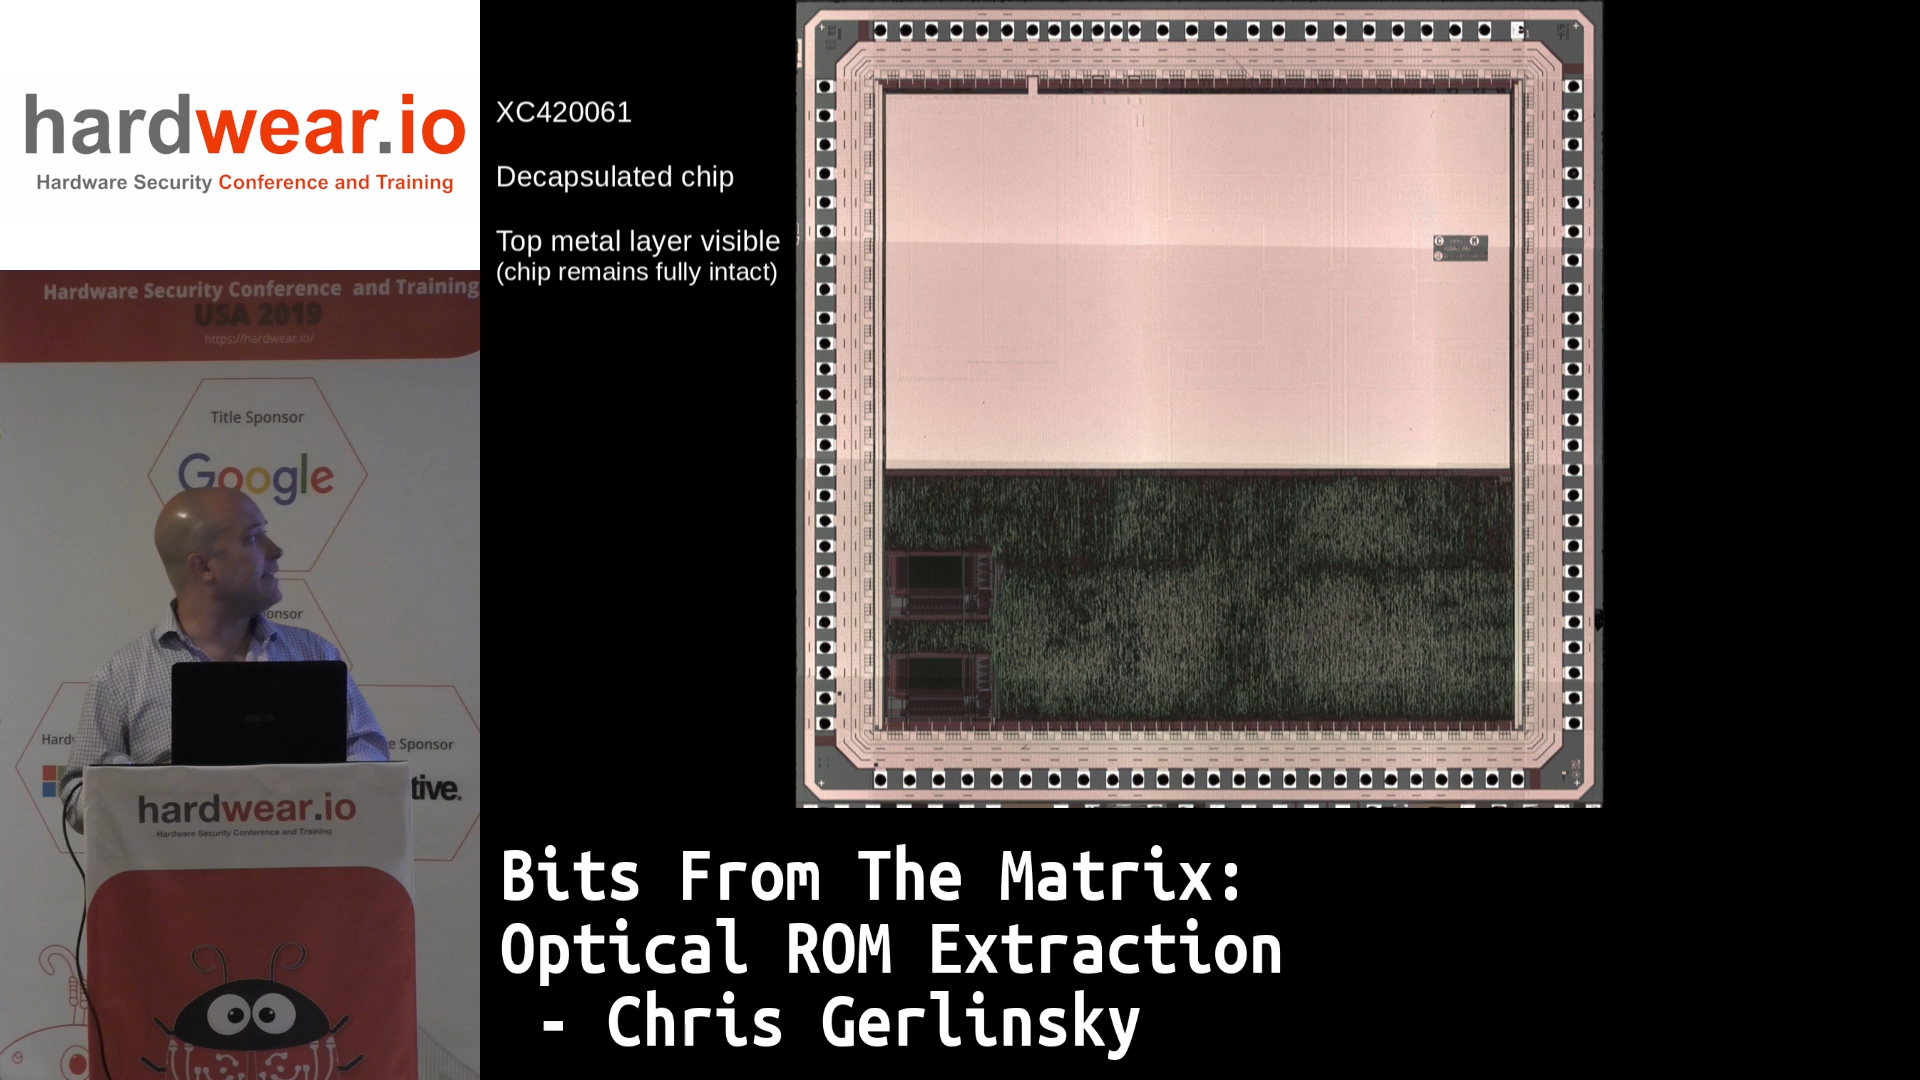 hardwear.io
Hardware Security Conference and Training
XC420061
Decapsulated chip
Top metal layer visible
(chip remains fully intact)
Hardware Security Conference and Training
USA 2019
https://hardwear.io/
Title Sponsor
Google
onsor
Hard
e Sponsor
tive.
hardwear.io
Hardware Security Conference and Training
Bits From The Matrix:
Optical ROM Extraction
- Chris Gerlinsky